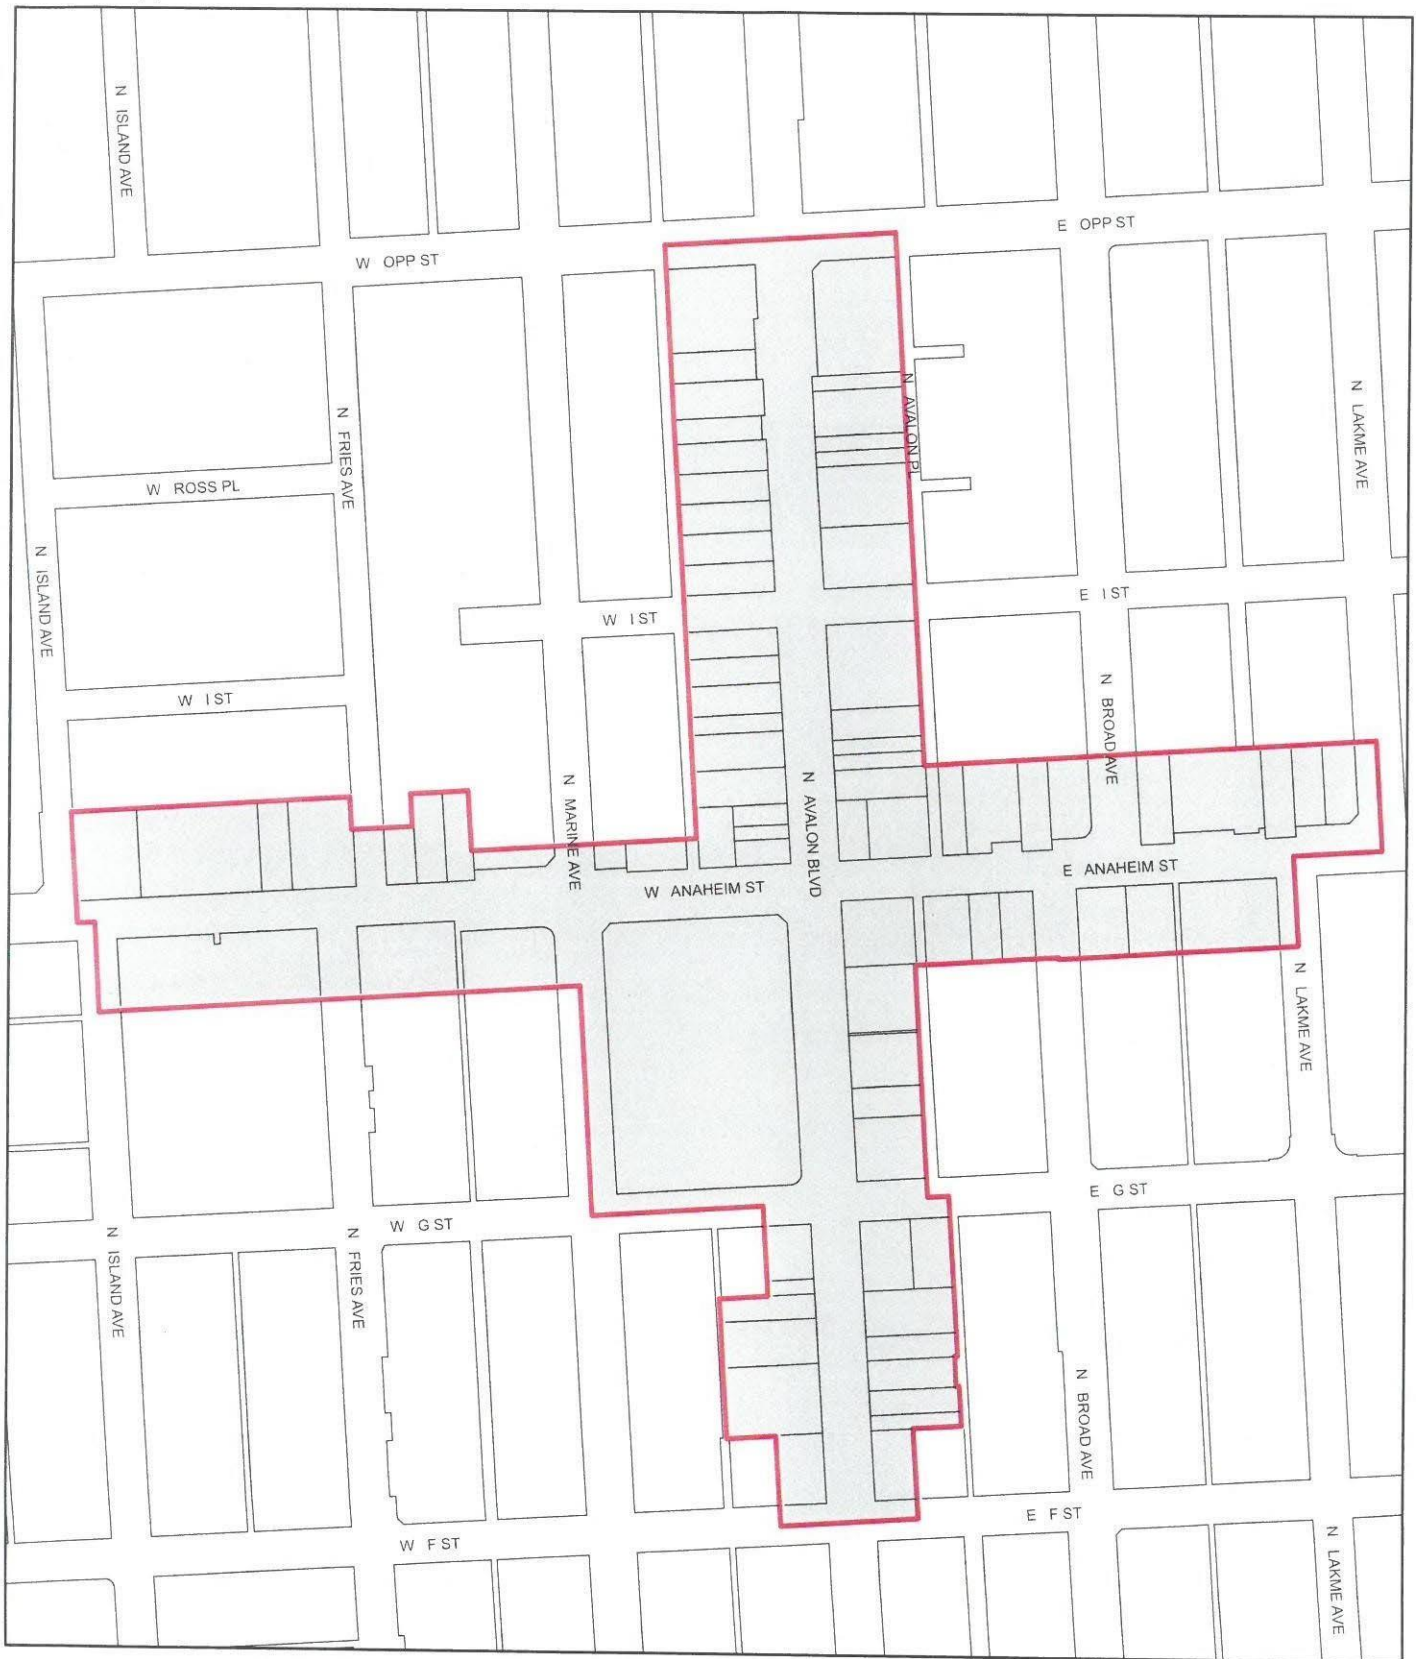 N ISLAND AVE
E OPP ST
W OPP ST
N FRIES AVE
N AVALON PL
N LAKME AVE
W ROSS PL
N ISLAND AVE
E I ST
W I ST
W I ST
N BROAD AVE
N MARINE AVE
N AVALON BLVD
W ANAHEIM ST
E ANAHEIM ST
N LAKME AVE
E G ST
W G ST
N ISLAND AVE
N FRIES AVE
N BROAD AVE
E F ST
W F ST
N LAKME AVE